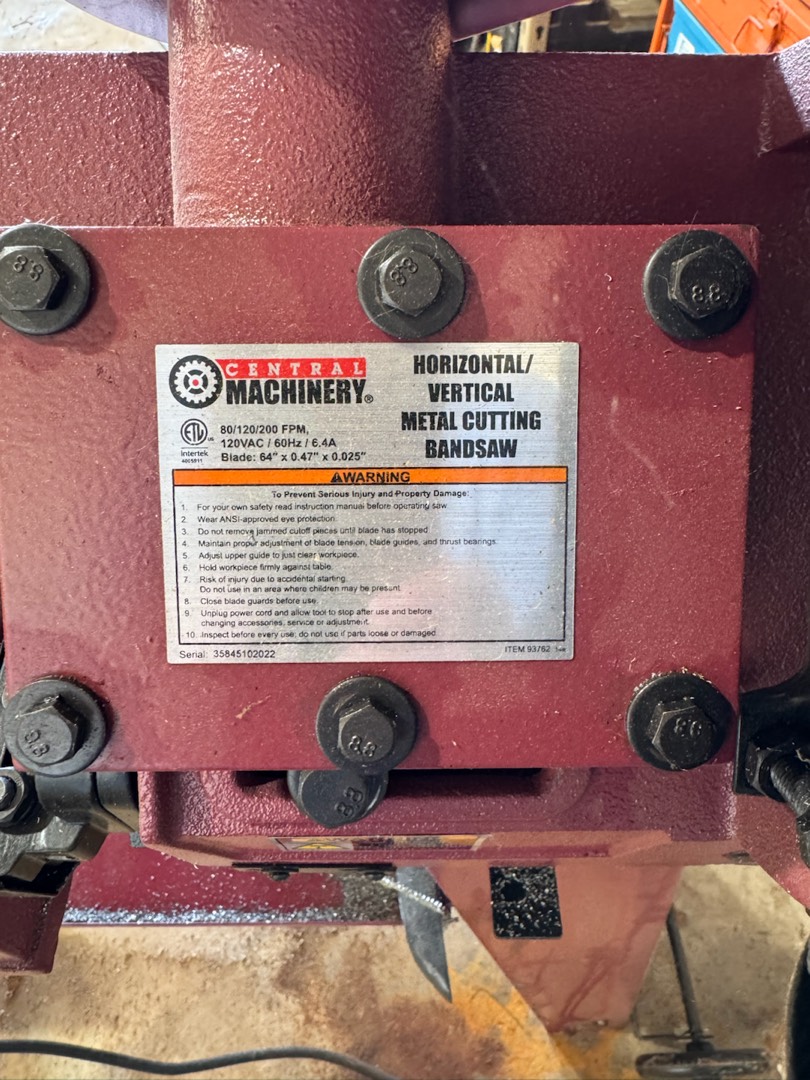 8.8
8.8
8.8
CENTRAL
MACHINERY®
HORIZONTAL/
VERTICAL
METAL CUTTING
BANDSAW
ETL
US
Intertek
80/120/200 FPM,
120VAC / 60Hz / 6.4A
Blade: 64" x 0.47" x 0.025"
WARNING
To Prevent Serious Injury and Property Damage:
1. For your own safety read instruction manual before operating saw.
2. Wear ANSI-approved eye protection.
3. Do not remove jammed cutoff pieces until blade has stopped.
4. Maintain proper adjustment of blade tension, blade guides, and thrust bearings.
5. Adjust upper guide to just clear workpiece.
6. Hold workpiece firmly against table.
7. Risk of injury due to accidental starting.
Do not use in an area where children may be present.
8. Close blade guards before use.
9. Unplug power cord and allow tool to stop after use and before
changing accessories, service or adjustment.
10. Inspect before every use; do not use if parts loose or damaged.
Serial: 35845102022
ITEM 93762
8.8
8.8
8.8
8.8